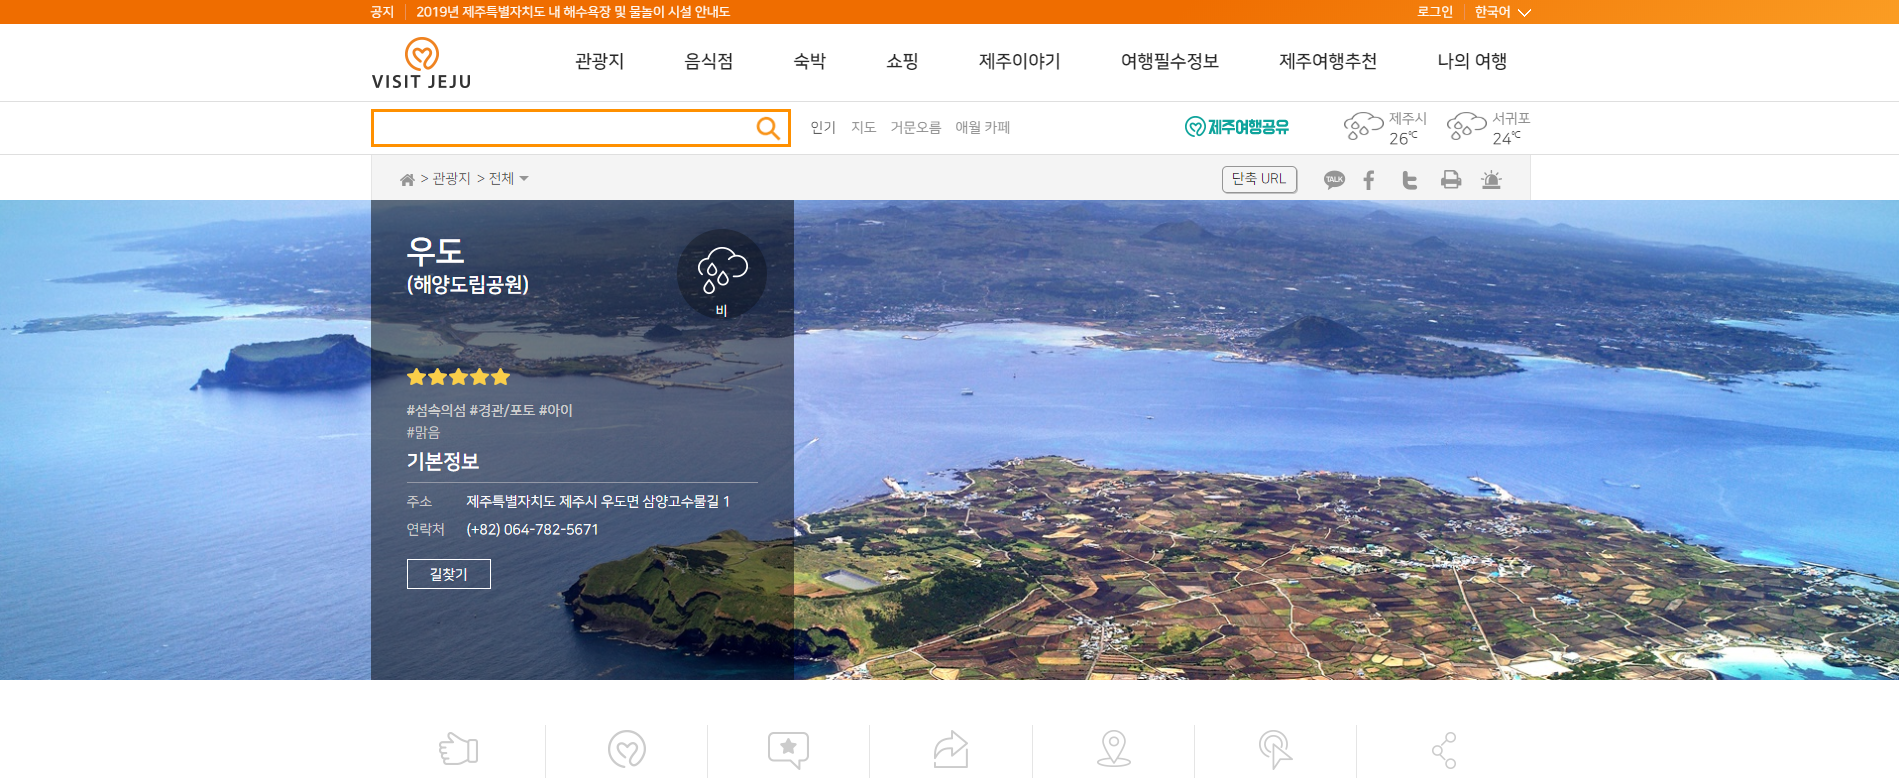 공지 2019년 제주특별자치도 내 해수욕장 및 물놀이 시설 안내도 로그인 한국어
VISIT JEJU
관광지 음식점 숙박 쇼핑 제주이야기 여행필수정보 제주여행추천 나의 여행
인기 지도 거문오름 애월 카페 제주여행공유 제주시 26℃ 서귀포 24℃
> 관광지 > 전체 단축 URL TALK
우도
(해양도립공원)
비
#섬속의섬 #경관/포토 #아이
#맑음
기본정보
주소 제주특별자치도 제주시 우도면 삼양고수물길 1
연락처 (+82) 064-782-5671
길찾기